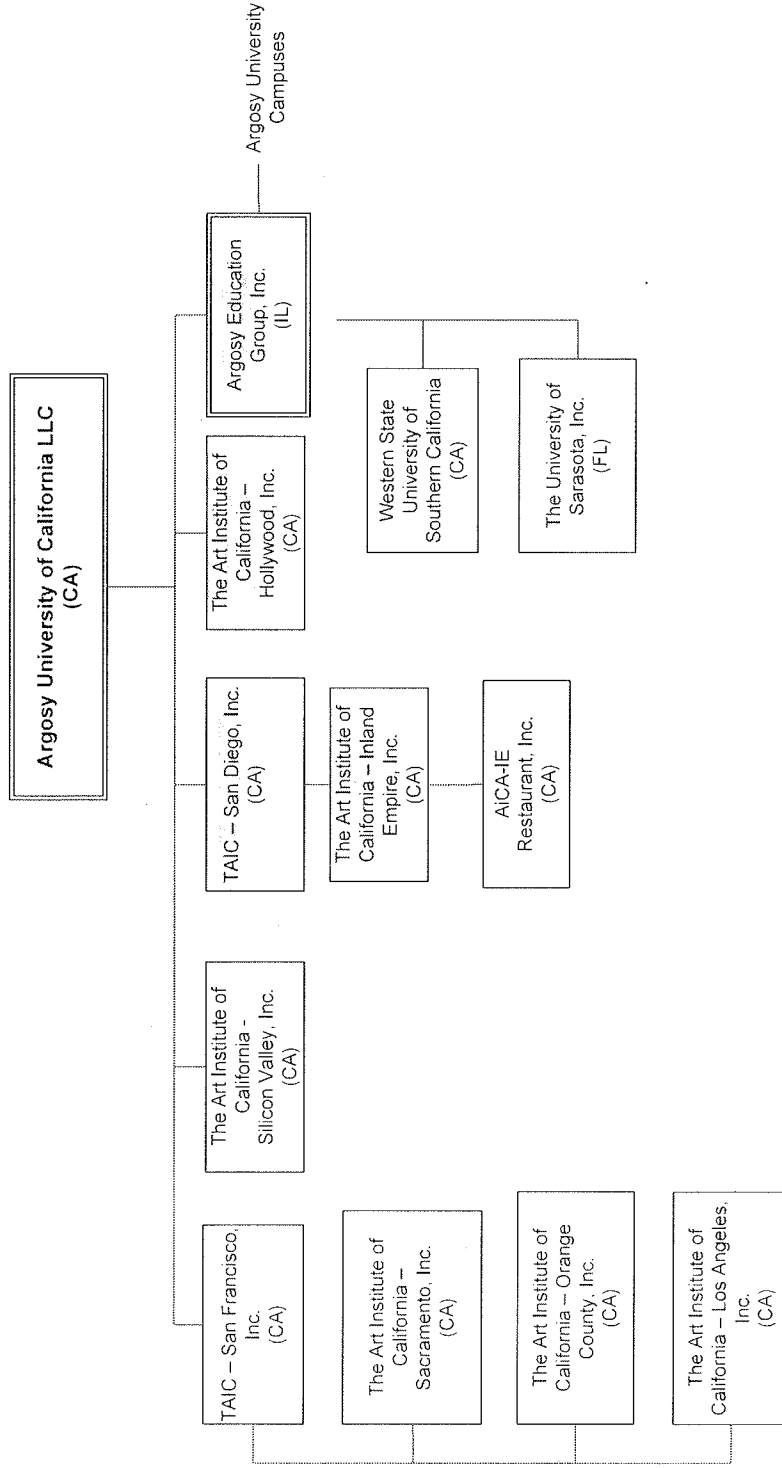 Argosy University of California LLC
(CA)
TAIC – San Francisco,
Inc.
(CA)
The Art Institute of
California -
Silicon Valley, Inc.
(CA)
TAIC – San Diego, Inc.
(CA)
The Art Institute of
California –
Hollywood, Inc.
(CA)
Argosy Education
Group, Inc.
(IL)
Argosy University
Campuses
The Art Institute of
California –
Sacramento, Inc.
(CA)
The Art Institute of
California – Orange
County, Inc.
(CA)
The Art Institute of
California – Los Angeles,
Inc.
(CA)
The Art Institute of
California – Inland
Empire, Inc.
(CA)
AiCA-IE
Restaurant, Inc.
(CA)
Western State
University of
Southern California
(CA)
The University of
Sarasota, Inc.
(FL)